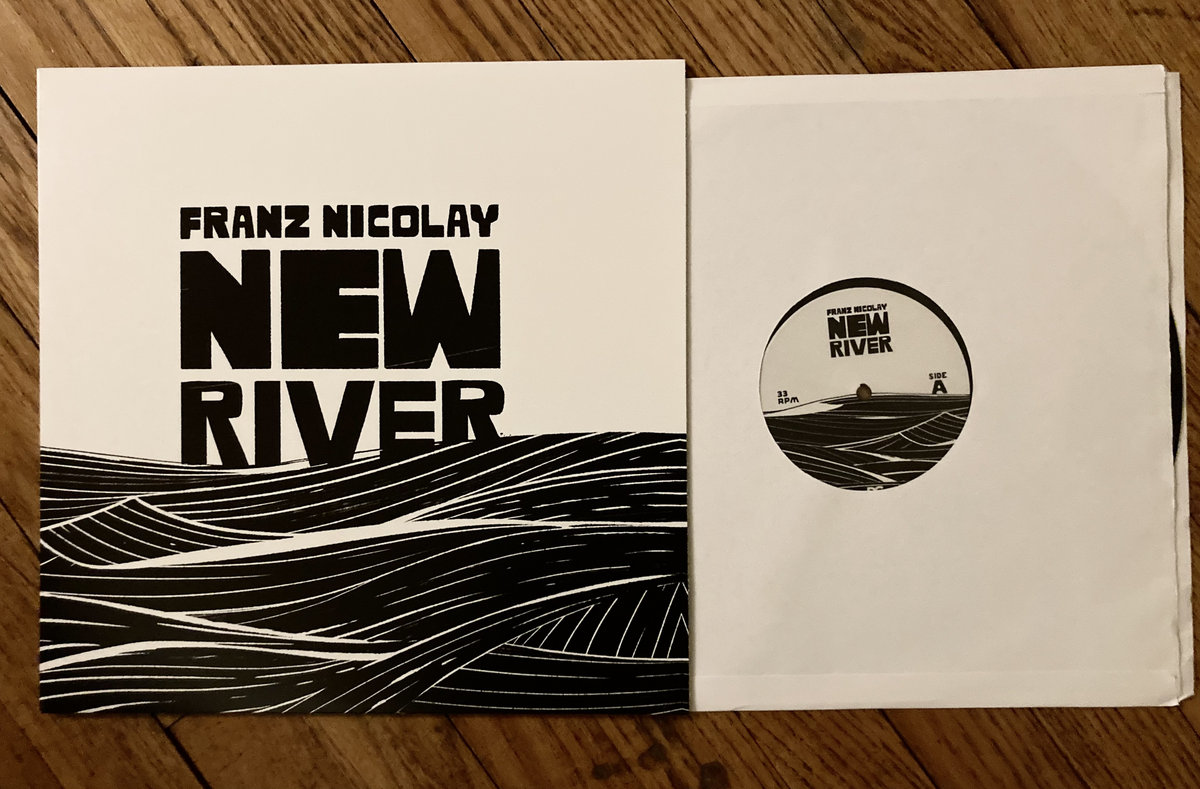 FRANZ NICOLAY
NEW
RIVER
FRANZ NICOLAY
NEW
RIVER
33
RPM
SIDE
A